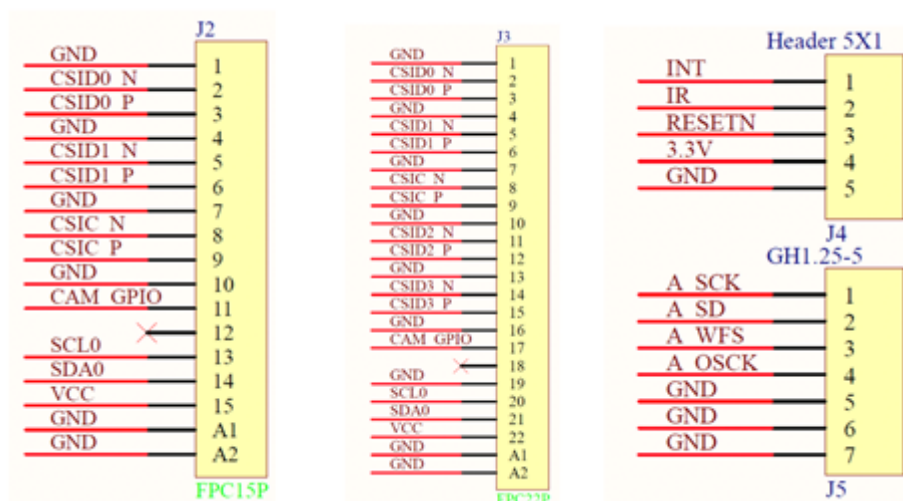 J2
GND 1
CSID0_N 2
CSID0_P 3
GND 4
CSID1_N 5
CSID1_P 6
GND 7
CSIC_N 8
CSIC_P 9
GND 10
CAM_GPIO 11
12
SCL0 13
SDA0 14
VCC 15
GND A1
GND A2
FPC15P
J3
GND 1
CSID0_N 2
CSID0_P 3
GND 4
CSID1_N 5
CSID1_P 6
GND 7
CSIC_N 8
CSIC_P 9
GND 10
CSID2_N 11
CSID2_P 12
GND 13
CSID3_N 14
CSID3_P 15
GND 16
CAM_GPIO 17
18
GND 19
SCL0 20
SDA0 21
VCC 22
GND A1
GND A2
FPC22P
Header 5X1
INT 1
IR 2
RESETN 3
3.3V 4
GND 5
J4
GH1.25-5
A_SCK 1
A_SD 2
A_WFS 3
A_OSCK 4
GND 5
GND 6
GND 7
J5